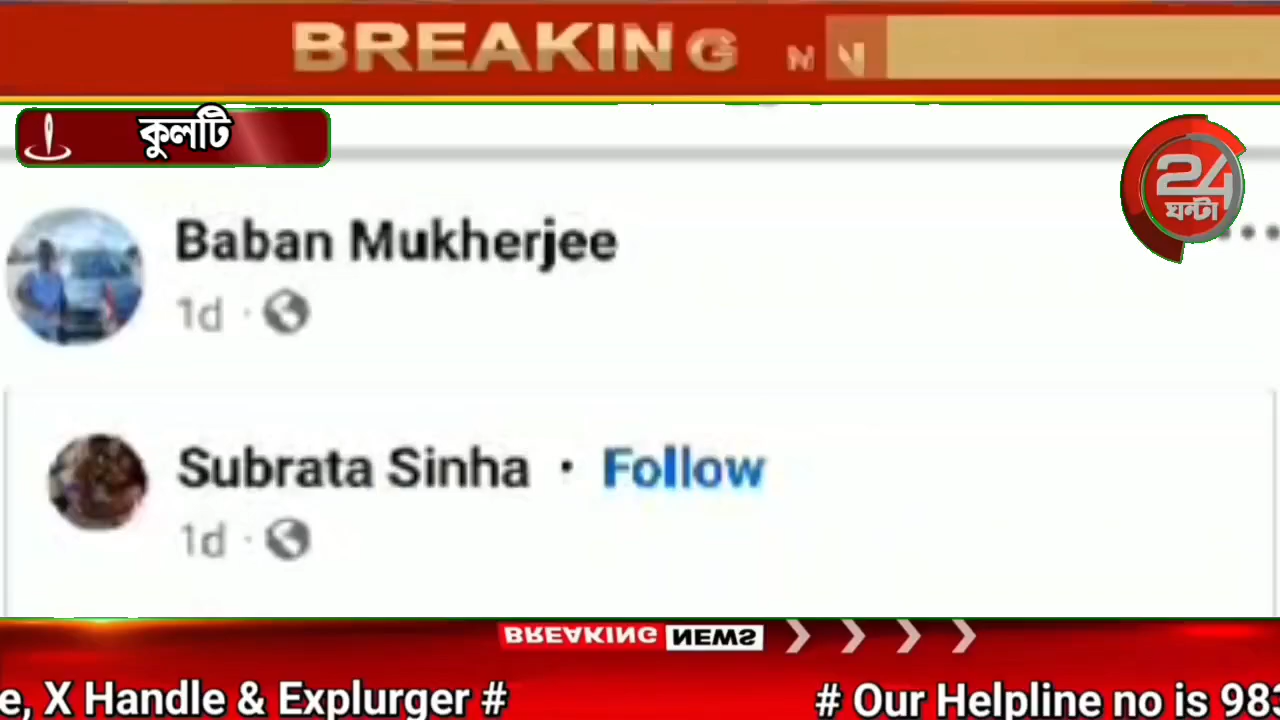 BREAKING N N
কুলটি
24
ঘন্টা
Baban Mukherjee
1d
Subrata Sinha · Follow
1d
BREAKING NEWS
e, X Handle & Explurger # # Our Helpline no is 983